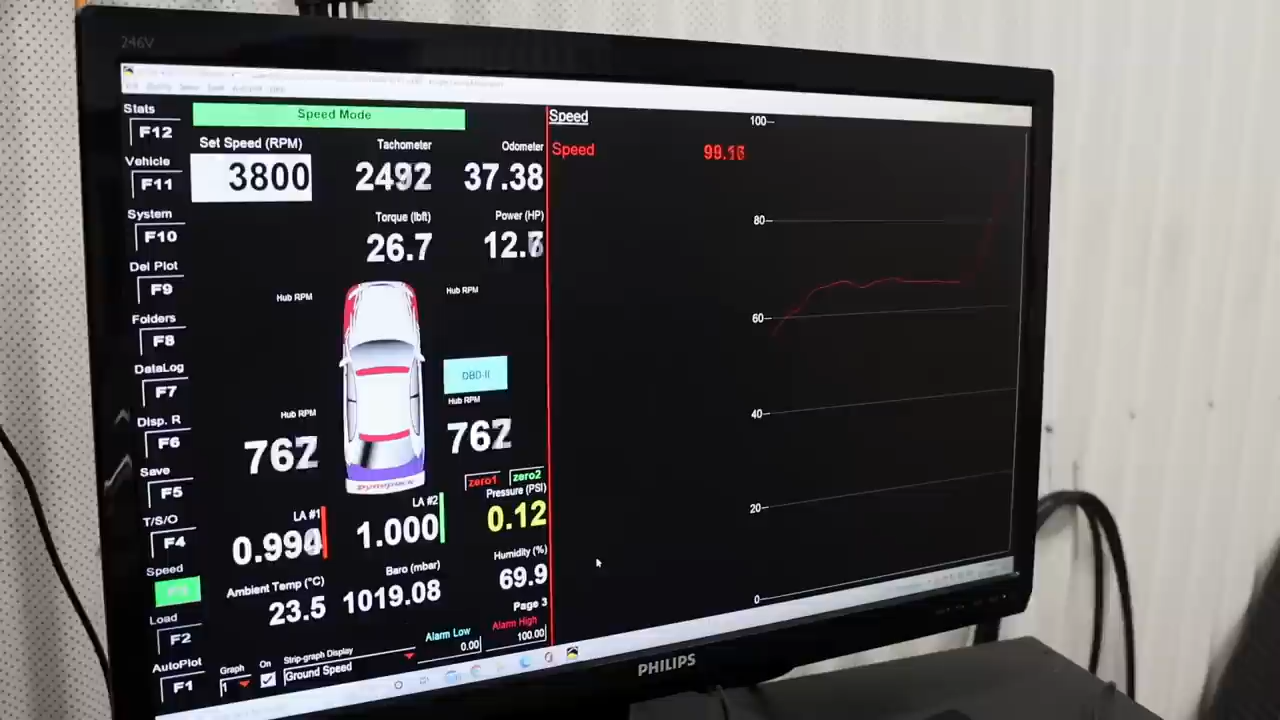 246V
Stats
F12
Vehicle
F11
System
F10
Del Plot
F9
Folders
F8
DataLog
F7
Disp. R
F6
Save
F5
T/S/O
F4
Speed
F3
Load
F2
AutoPlot
F1
Speed Mode
Set Speed (RPM)
3800
Tachometer
2492
Odometer
37.38
Torque (lbft)
26.7
Power (HP)
Hub RPM
Hub RPM
OBD-II
Hub RPM
762
Hub RPM
762
zero1
zero2
LA #1
LA #2
1.000
Pressure (PSI)
0.12
Ambient Temp (°C)
23.5
Baro (mbar)
1019.08
Humidity (%)
69.9
Page 3
Alarm Low
0.00
Alarm High
100.00
Graph
1
On
Strip-graph Display
Ground Speed
Speed
Speed
100
80
60
40
20
0
PHILIPS